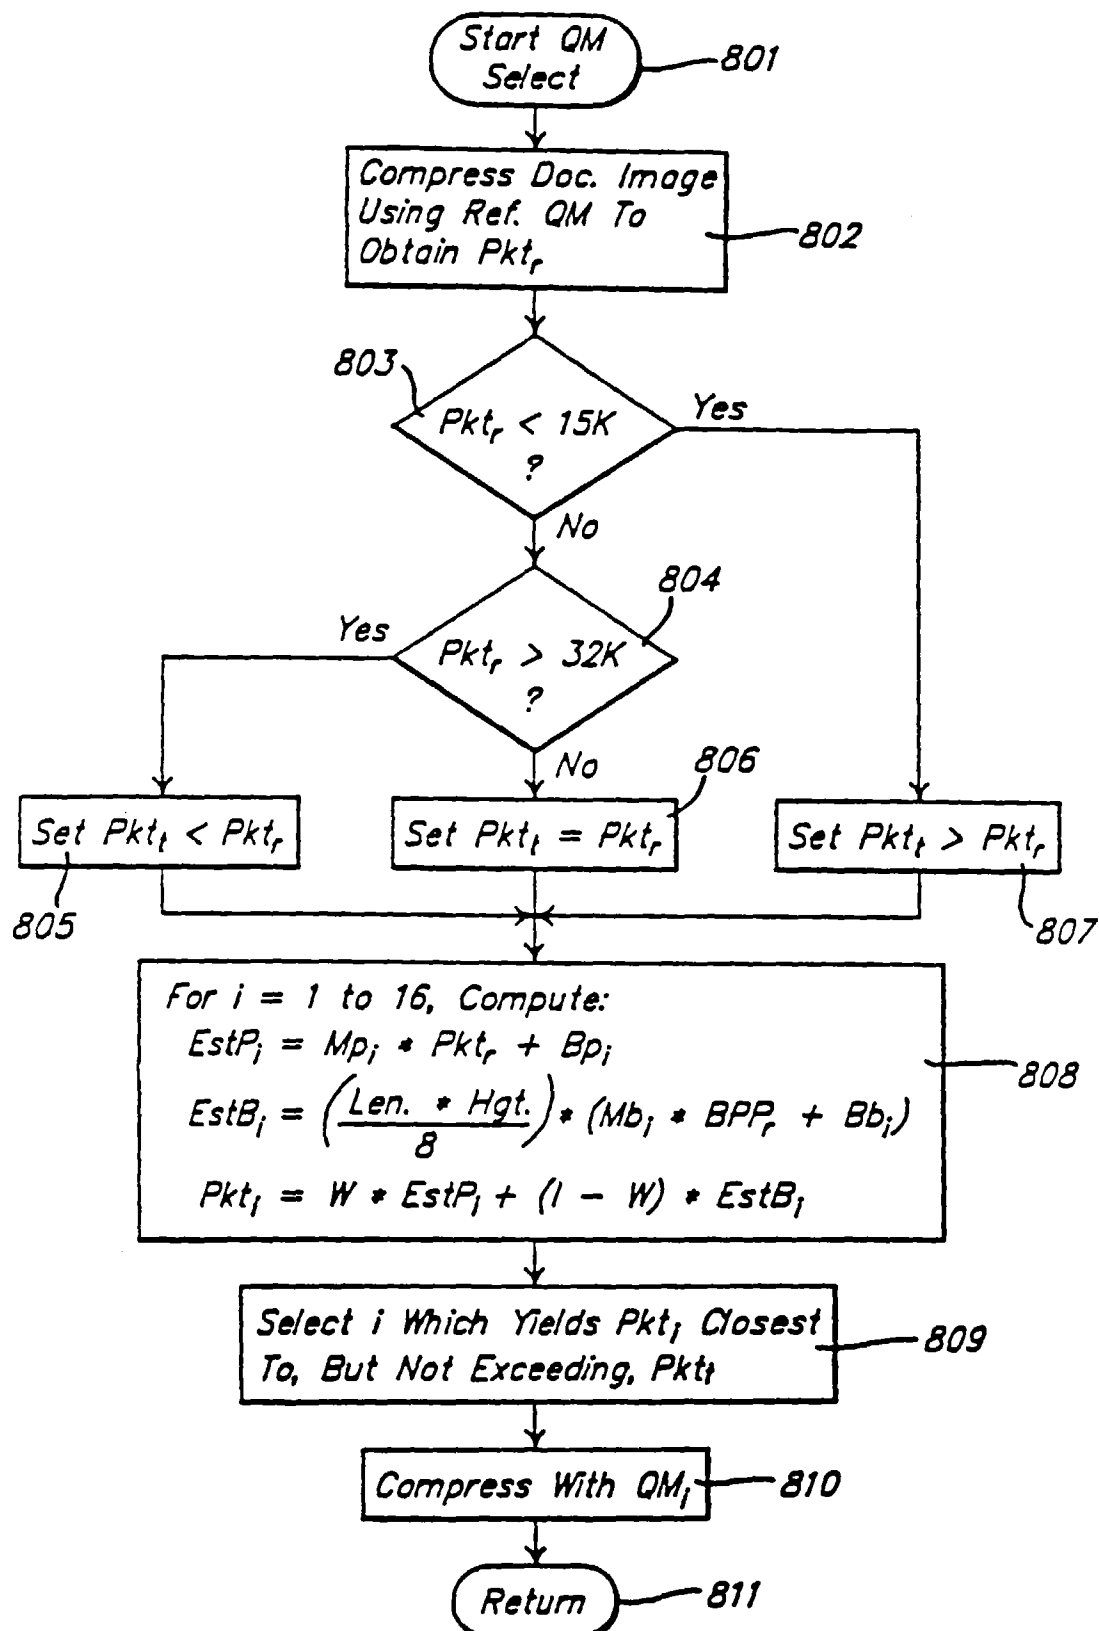 Start QM
Select
801
Compress Doc. Image
Using Ref. QM To
Obtain Pktr
802
803
Pktr < 15K
?
Yes
No
804
Pktr > 32K
?
Yes
No
806
Set Pktt < Pktr
Set Pktt = Pktr
Set Pktt > Pktr
805
807
For i = 1 to 16, Compute:
EstPi = Mpi * Pktr + Bpi
EstBi = (Len. * Hgt. / 8) * (Mbi * BPPr + Bbi)
Pkti = W * EstPi + (1 - W) * EstBi
808
Select i Which Yields Pkti Closest
To, But Not Exceeding, Pktt
809
Compress With QMi
810
Return
811